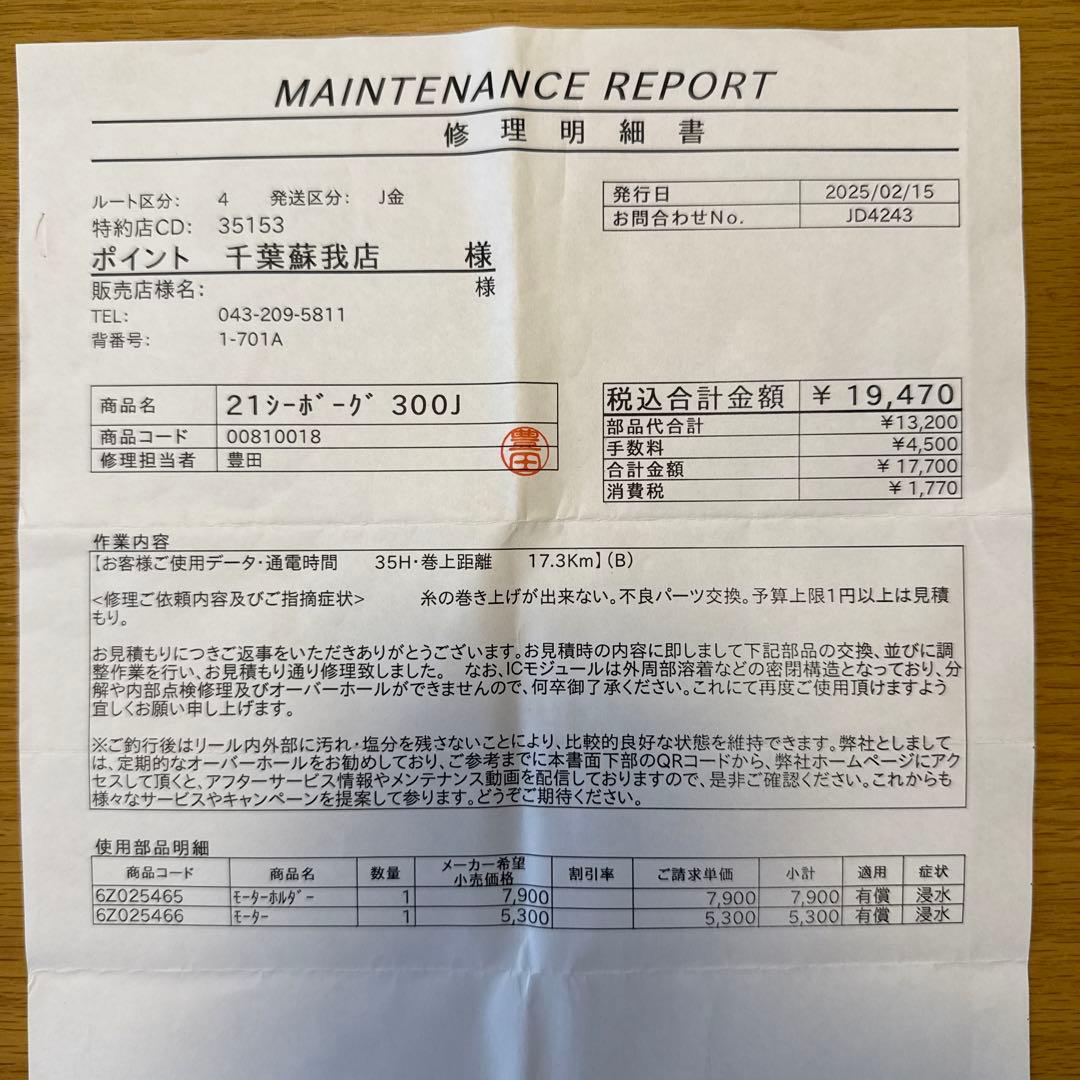 MAINTENANCE REPORT
修理明細書
ルート区分: 4 発送区分: J金
特約店CD: 35153
ポイント 千葉蘇我店 様
販売店様名: 様
TEL: 043-209-5811
背番号: 1-701A
発行日 2025/02/15
お問合わせNo. JD4243
商品名 21シーボーグ 300J
商品コード 00810018
修理担当者 豊田
豊田
税込合計金額 ¥ 19,470
部品代合計 ¥13,200
手数料 ¥4,500
合計金額 ¥ 17,700
消費税 ¥ 1,770
作業内容
【お客様ご使用データ・通電時間 35H・巻上距離 17.3Km】(B)
<修理ご依頼内容及びご指摘症状> 糸の巻き上げが出来ない。不良パーツ交換。予算上限1円以上は見積
もり。
お見積もりにつきご返事をいただきありがとうございます。お見積時の内容に即しまして下記部品の交換、並びに調
整作業を行い、お見積もり通り修理致しました。 なお、ICモジュールは外周部溶着などの密閉構造となっており、分
解や内部点検修理及びオーバーホールができませんので、何卒御了承ください。これにて再度ご使用頂けますよう
宜しくお願い申し上げます。
※ご釣行後はリール内外部に汚れ・塩分を残さないことにより、比較的良好な状態を維持できます。弊社としまして
は、定期的なオーバーホールをお勧めしており、ご参考までに本書面下部のQRコードから、弊社ホームページにアク
セスして頂くと、アフターサービス情報やメンテナンス動画を配信しておりますので、是非ご確認ください。これからも
様々なサービスやキャンペーンを提案して参ります。どうぞご期待ください。
使用部品明細
商品コード 商品名 数量 メーカー希望小売価格 割引率 ご請求単価 小計 適用 症状
6Z025465 モーターホルダー 1 7,900 7,900 7,900 有償 浸水
6Z025466 モーター 1 5,300 5,300 5,300 有償 浸水